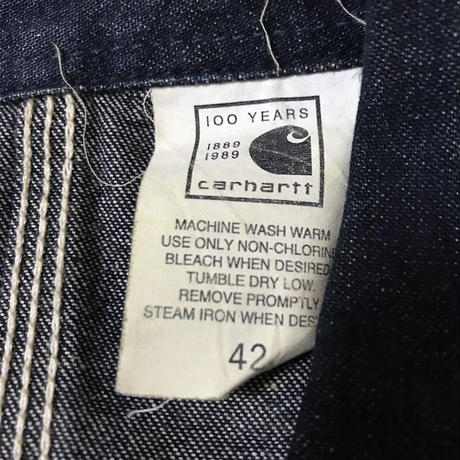 100 YEARS
1889
1989
carhartt
MACHINE WASH WARM
USE ONLY NON-CHLORINE
BLEACH WHEN DESIRED
TUMBLE DRY LOW.
REMOVE PROMPTLY
STEAM IRON WHEN
42